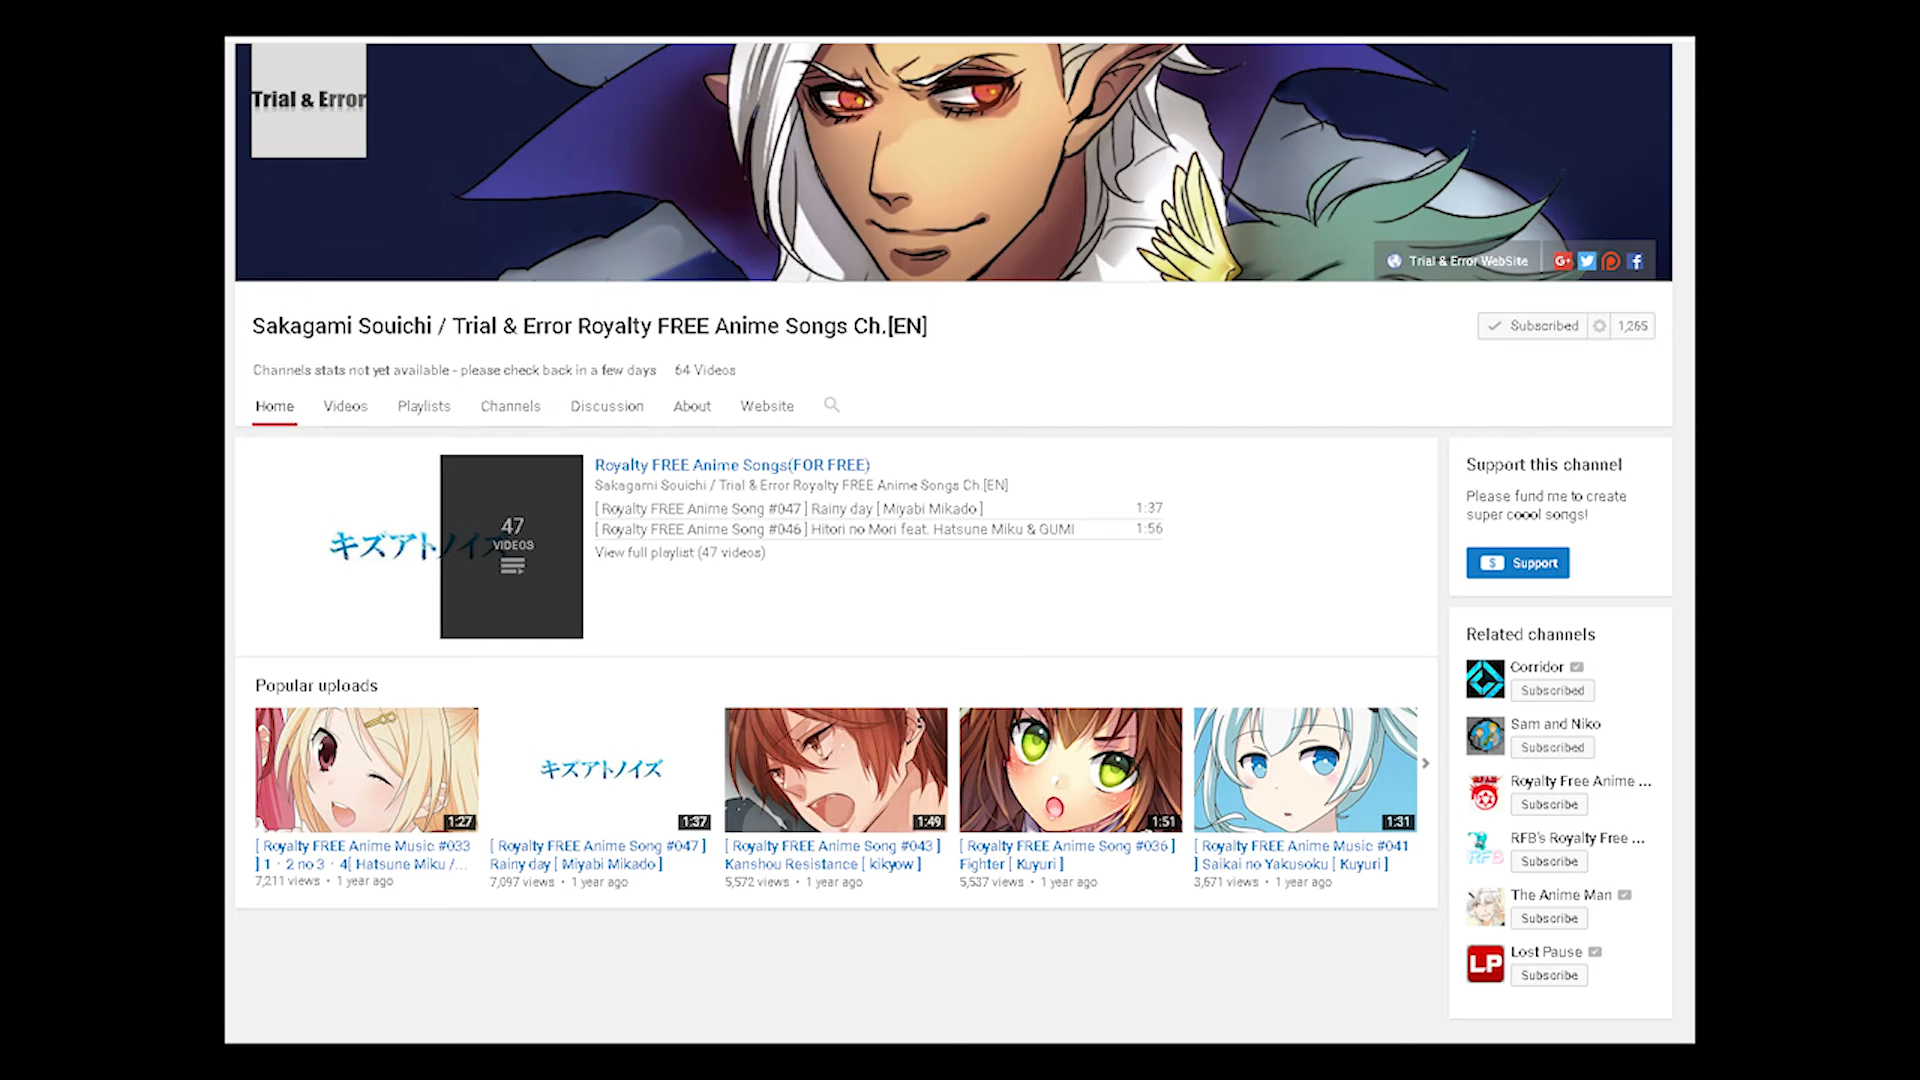 Trial & Error
Trial & Error WebSite
Sakagami Souichi / Trial & Error Royalty FREE Anime Songs Ch.[EN]
Subscribed 1,265
Channels stats not yet available - please check back in a few days 64 Videos
Home Videos Playlists Channels Discussion About Website
キズアトノイズ
47
VIDEOS
Royalty FREE Anime Songs(FOR FREE)
Sakagami Souichi / Trial & Error Royalty FREE Anime Songs Ch.[EN]
[ Royalty FREE Anime Song #047 ] Rainy day [ Miyabi Mikado ] 1:37
[ Royalty FREE Anime Song #046 ] Hitori no Mori feat. Hatsune Miku & GUMI 1:56
View full playlist (47 videos)
Support this channel
Please fund me to create
super coool songs!
$ Support
Popular uploads
1:27
[ Royalty FREE Anime Music #033
] 1・2 no 3・4[ Hatsune Miku /...
7,211 views • 1 year ago
キズアトノイズ
1:37
[ Royalty FREE Anime Song #047 ]
Rainy day [ Miyabi Mikado ]
7,097 views • 1 year ago
1:49
[ Royalty FREE Anime Song #043 ]
Kanshou Resistance [ kikyow ]
5,572 views • 1 year ago
1:51
[ Royalty FREE Anime Song #036 ]
Fighter [ Kuyuri ]
5,537 views • 1 year ago
1:31
[ Royalty FREE Anime Music #041
] Saikai no Yakusoku [ Kuyuri ]
3,571 views • 1 year ago
Related channels
Corridor
Subscribed
Sam and Niko
Subscribed
Royalty Free Anime ...
Subscribe
RFB
RFB's Royalty Free ...
Subscribe
The Anime Man
Subscribe
LP
Lost Pause
Subscribe